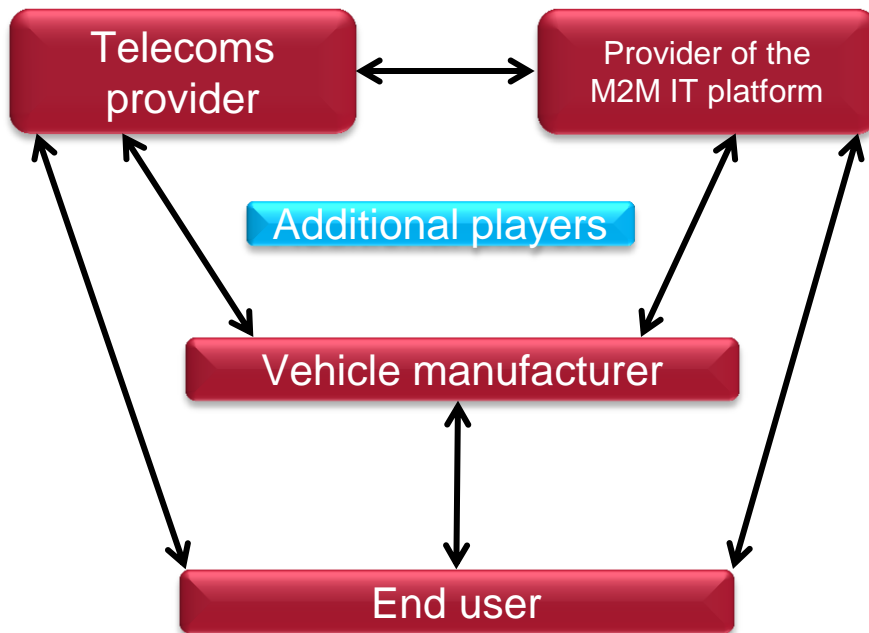 Telecoms
provider
Provider of the
M2M IT platform
Additional players
Vehicle manufacturer
End user